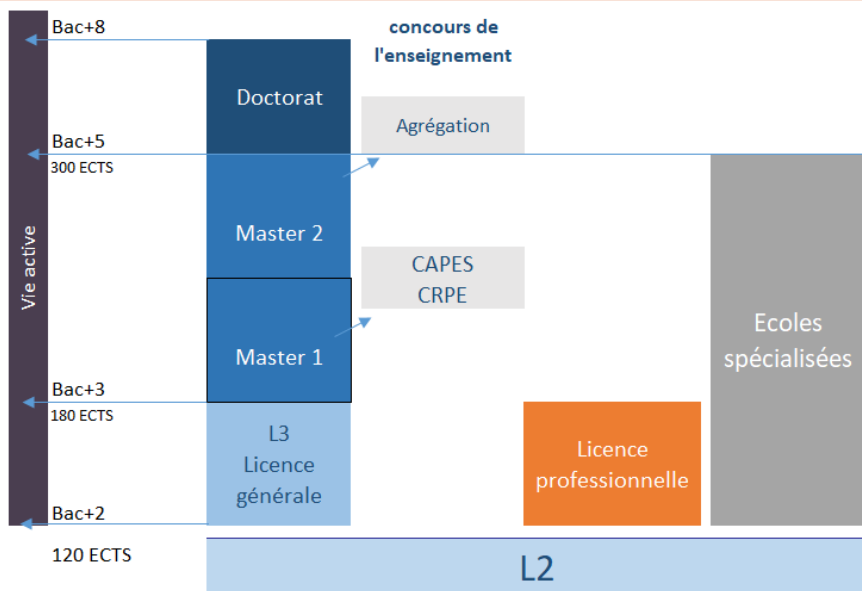 Bac+8
concours de
l'enseignement
Doctorat
Agrégation
Bac+5
300 ECTS
Vie active
Master 2
CAPES
CRPE
Ecoles
spécialisées
Master 1
Bac+3
180 ECTS
L3
Licence
générale
Licence
professionnelle
Bac+2
120 ECTS
L2